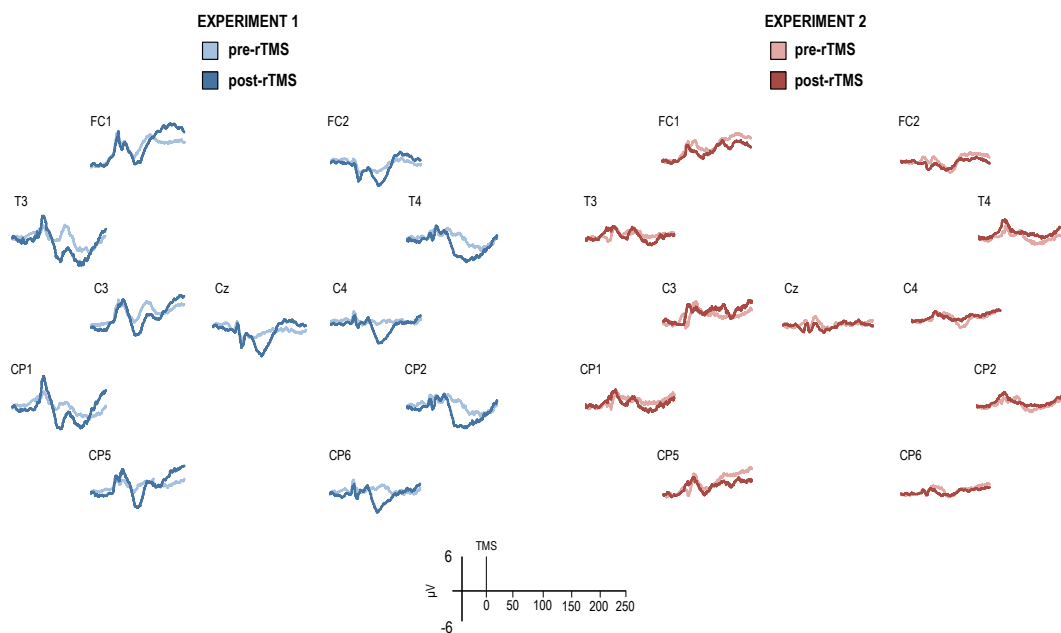 EXPERIMENT 1
pre-rTMS
post-rTMS
EXPERIMENT 2
pre-rTMS
post-rTMS
FC1
FC2
T3
T4
C3
Cz
C4
CP1
CP2
CP5
CP6
FC1
FC2
T3
T4
C3
Cz
C4
CP1
CP2
CP5
CP6
TMS
6
µV
-6
0 50 100 150 200 250